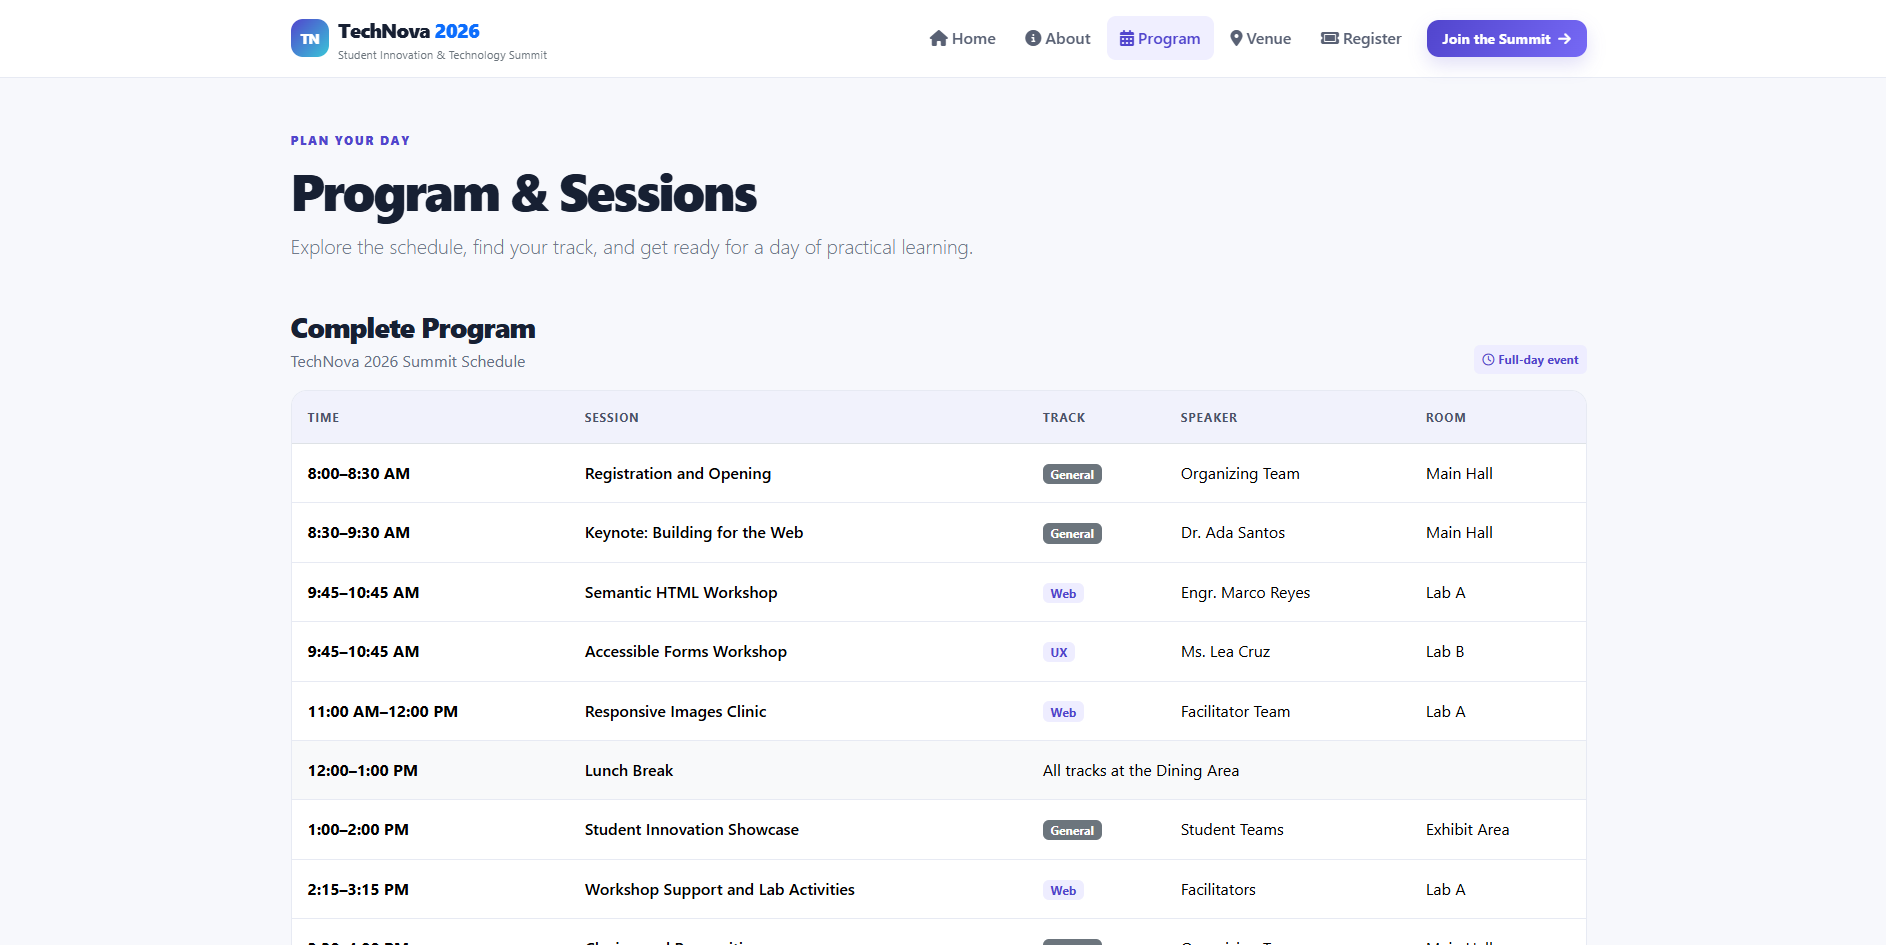 TN
TechNova 2026
Student Innovation & Technology Summit
Home
About
Program
Venue
Register
Join the Summit
PLAN YOUR DAY
Program & Sessions
Explore the schedule, find your track, and get ready for a day of practical learning.
Complete Program
TechNova 2026 Summit Schedule
Full-day event
TIME SESSION TRACK SPEAKER ROOM
8:00–8:30 AM Registration and Opening General Organizing Team Main Hall
8:30–9:30 AM Keynote: Building for the Web General Dr. Ada Santos Main Hall
9:45–10:45 AM Semantic HTML Workshop Web Engr. Marco Reyes Lab A
9:45–10:45 AM Accessible Forms Workshop UX Ms. Lea Cruz Lab B
11:00 AM–12:00 PM Responsive Images Clinic Web Facilitator Team Lab A
12:00–1:00 PM Lunch Break All tracks at the Dining Area
1:00–2:00 PM Student Innovation Showcase General Student Teams Exhibit Area
2:15–3:15 PM Workshop Support and Lab Activities Web Facilitators Lab A